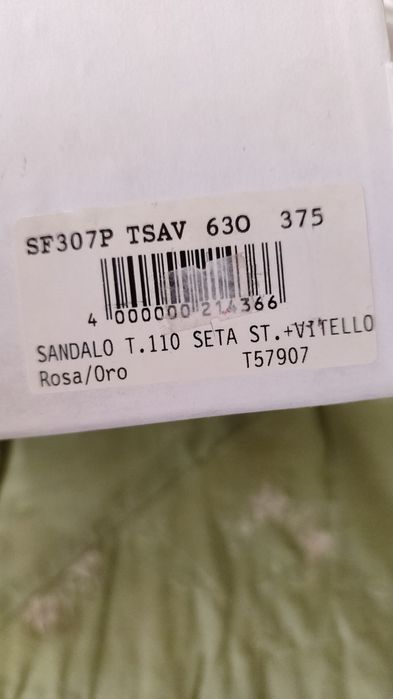 SF307P TSAV 630 375
4 000000 214366
SANDALO T.110 SETA ST.+VITELLO
Rosa/Oro T57907